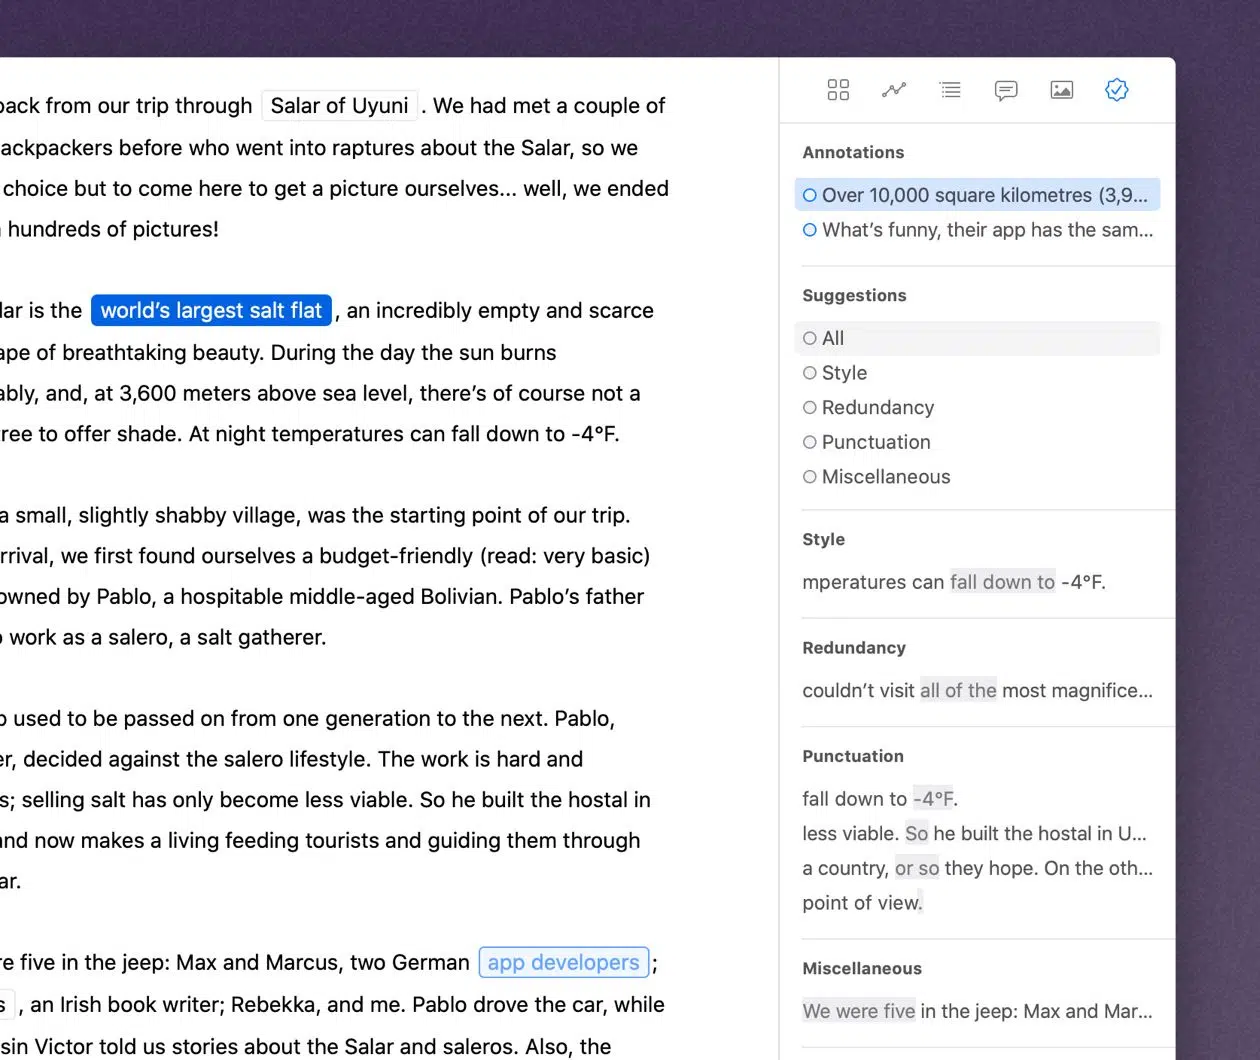 back from our trip through Salar of Uyuni . We had met a couple of
ackpackers before who went into raptures about the Salar, so we
choice but to come here to get a picture ourselves... well, we ended
hundreds of pictures!
lar is the world’s largest salt flat , an incredibly empty and scarce
ape of breathtaking beauty. During the day the sun burns
ably, and, at 3,600 meters above sea level, there’s of course not a
ree to offer shade. At night temperatures can fall down to -4°F.
a small, slightly shabby village, was the starting point of our trip.
rrival, we first found ourselves a budget-friendly (read: very basic)
owned by Pablo, a hospitable middle-aged Bolivian. Pablo’s father
o work as a salero, a salt gatherer.
o used to be passed on from one generation to the next. Pablo,
er, decided against the salero lifestyle. The work is hard and
s; selling salt has only become less viable. So he built the hostal in
and now makes a living feeding tourists and guiding them through
ar.
re five in the jeep: Max and Marcus, two German app developers ;
s , an Irish book writer; Rebekka, and me. Pablo drove the car, while
sin Victor told us stories about the Salar and saleros. Also, the
Annotations
Over 10,000 square kilometres (3,9...
What’s funny, their app has the sam...
Suggestions
All
Style
Redundancy
Punctuation
Miscellaneous
Style
mperatures can fall down to -4°F.
Redundancy
couldn’t visit all of the most magnifice...
Punctuation
fall down to -4°F.
less viable. So he built the hostal in U...
a country, or so they hope. On the oth...
point of view.
Miscellaneous
We were five in the jeep: Max and Mar...